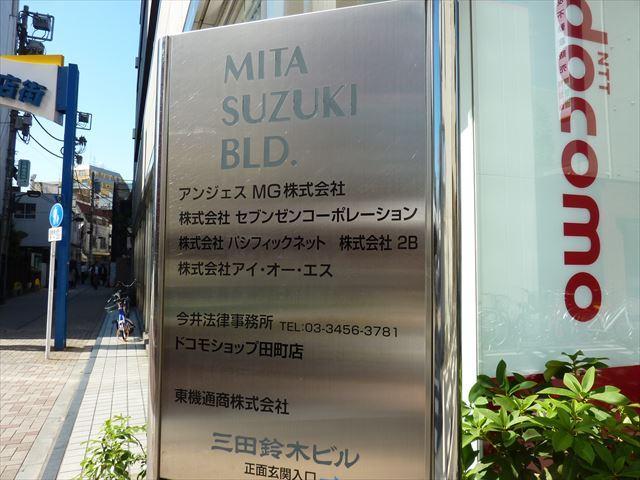 MITA
SUZUKI
BLD.
アンジェス MG株式会社
株式会社 セブンゼンコーポレーション
株式会社 パシフィックネット 株式会社 2B
株式会社アイ・オー・エス
今井法律事務所 TEL:03-3456-3781
ドコモショップ田町店
東機通商株式会社
三田鈴木ビル
正面玄関入口
店街
NTT
docomo